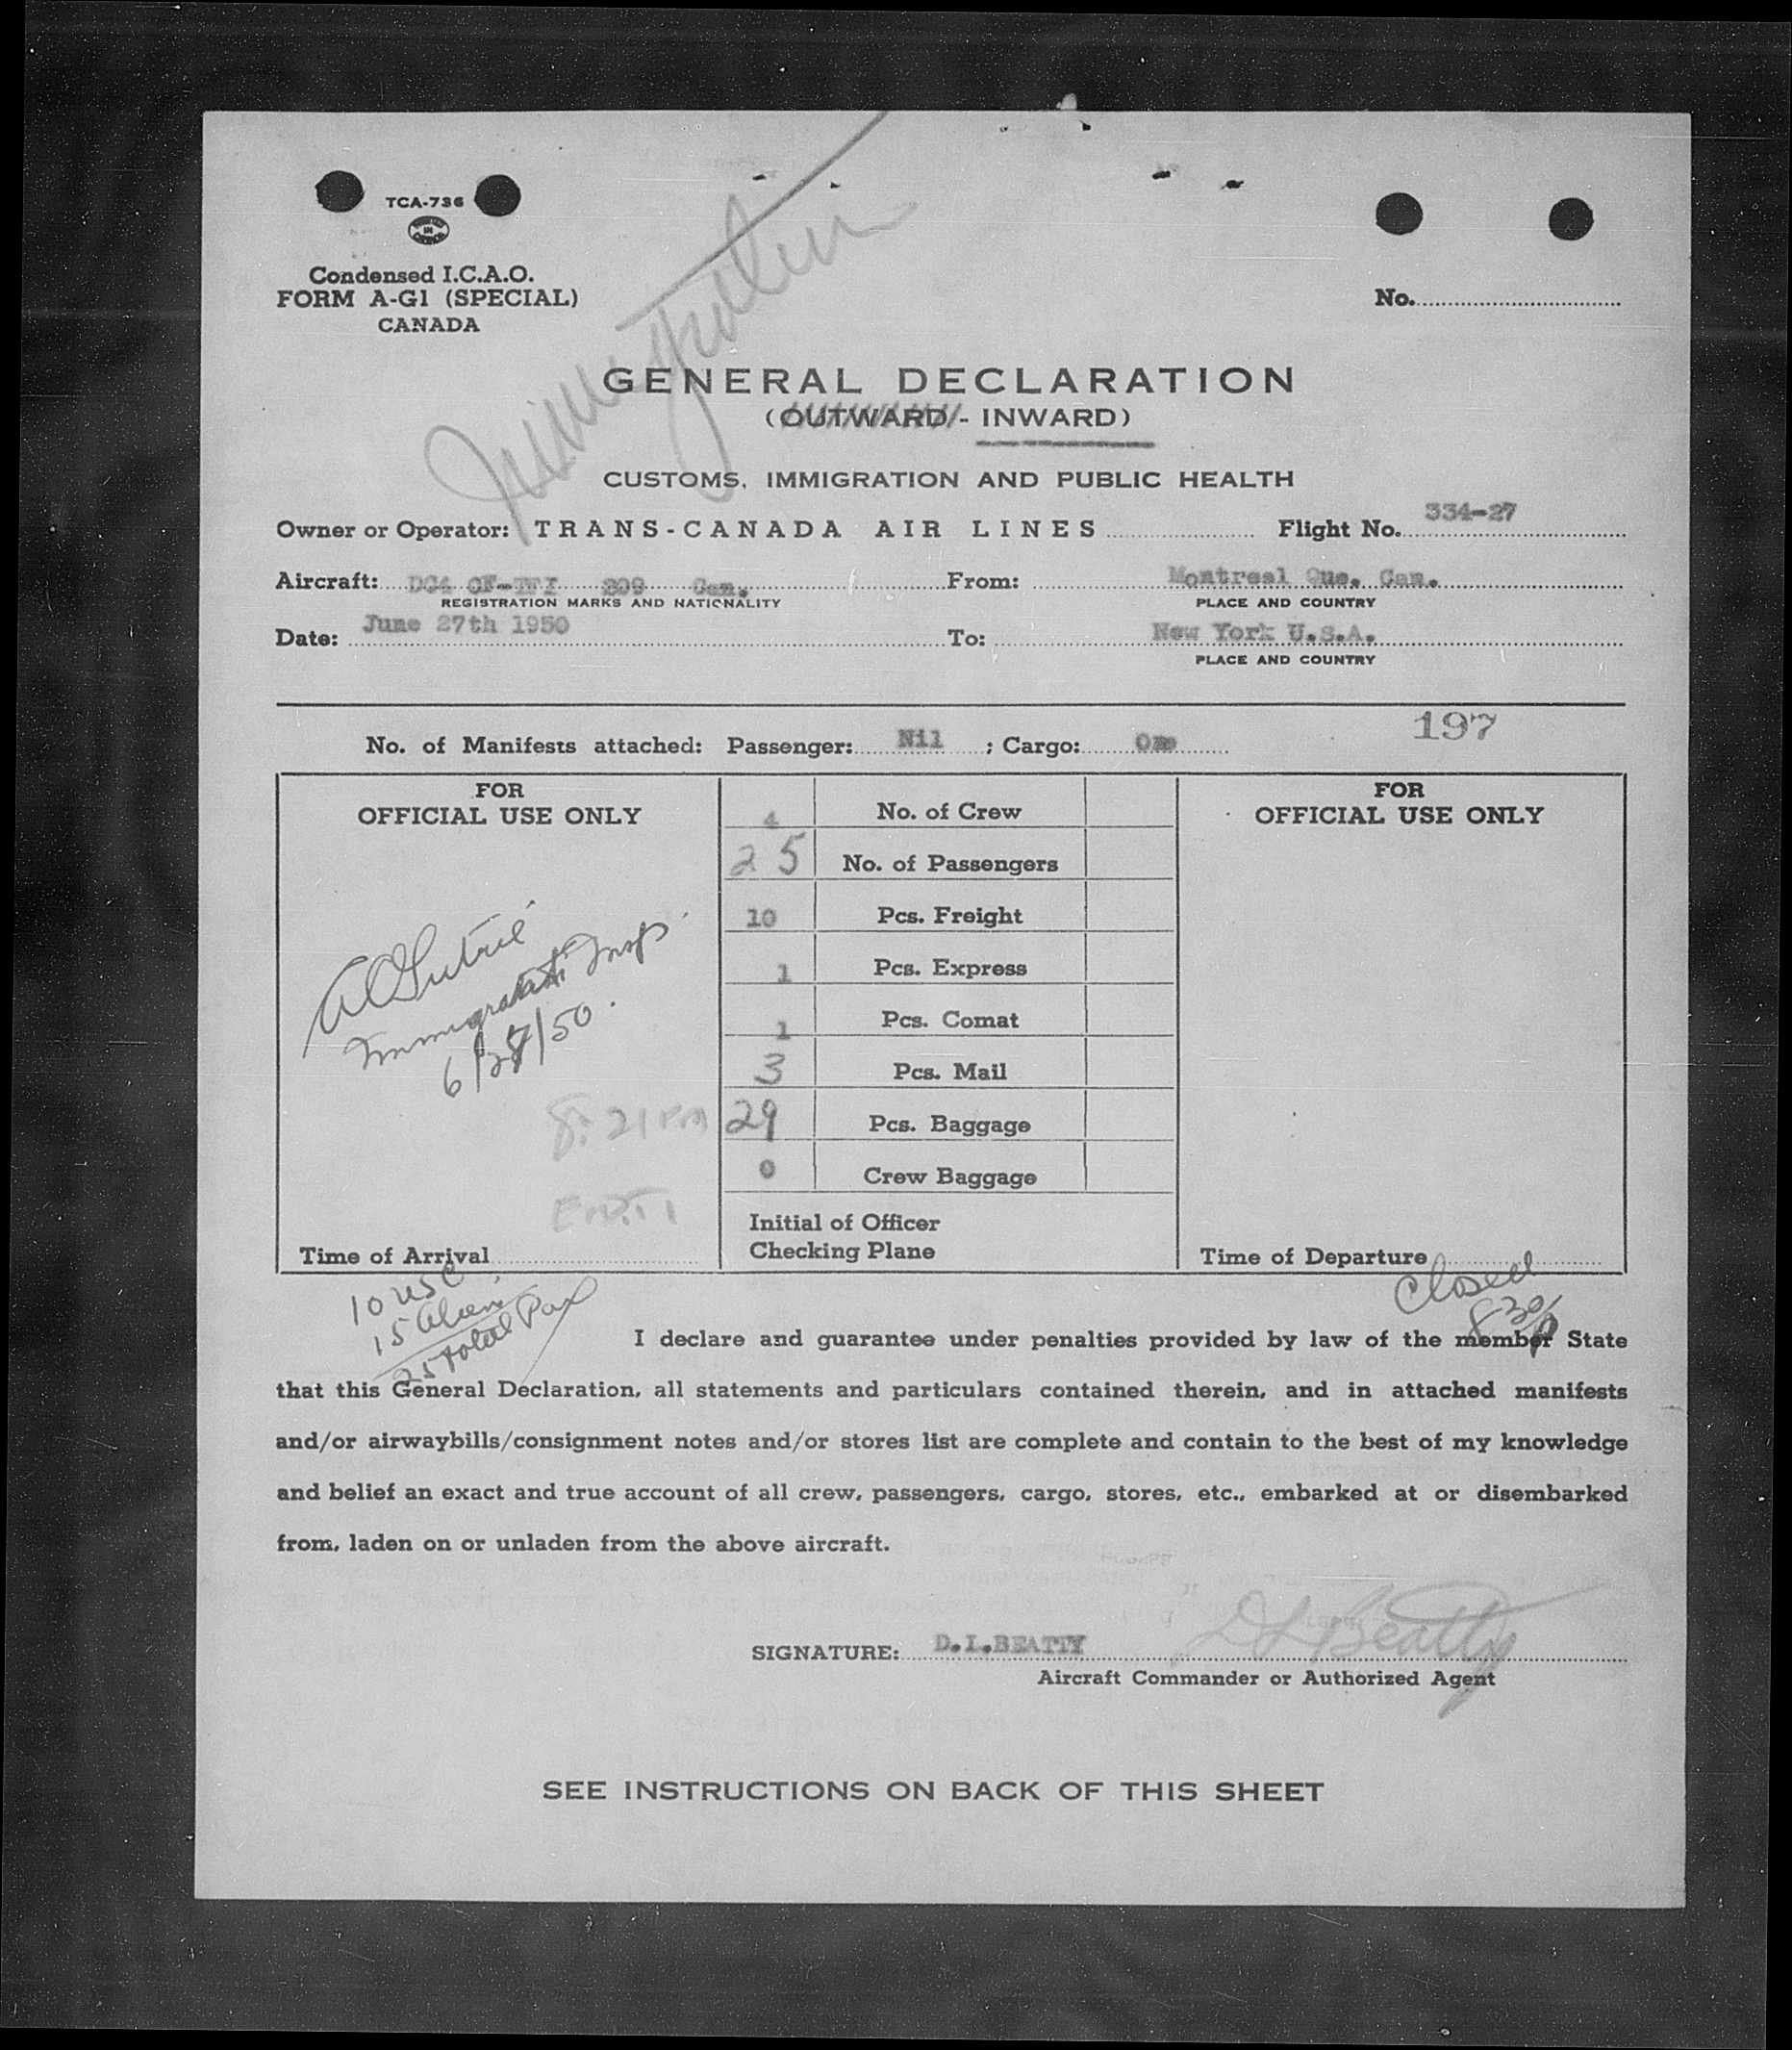 TCA-736
Condensed I.C.A.O.
FORM A-G1 (SPECIAL)
CANADA
No.
Immigration
GENERAL DECLARATION
(OUTWARD - INWARD)
CUSTOMS, IMMIGRATION AND PUBLIC HEALTH
Owner or Operator: TRANS-CANADA AIR LINES Flight No. 334-27
Aircraft: DC4 CF-TFI 209 Can. From: Montreal Que. Can.
REGISTRATION MARKS AND NATIONALITY PLACE AND COUNTRY
Date: June 27th 1950 To: New York U.S.A.
PLACE AND COUNTRY
197
No. of Manifests attached: Passenger: Nil ; Cargo: One
FOR
OFFICIAL USE ONLY
Immigration Insp.
6/27/50.
8:21 PM
Time of Arrival
4 No. of Crew
25 No. of Passengers
10 Pcs. Freight
1 Pcs. Express
1 Pcs. Comat
3 Pcs. Mail
29 Pcs. Baggage
0 Crew Baggage
Initial of Officer
Checking Plane
FOR
OFFICIAL USE ONLY
Time of Departure
Closed
830/P
10 USC
15 Aliens
25 total Pax
I declare and guarantee under penalties provided by law of the member State
that this General Declaration, all statements and particulars contained therein, and in attached manifests
and/or airwaybills/consignment notes and/or stores list are complete and contain to the best of my knowledge
and belief an exact and true account of all crew, passengers, cargo, stores, etc., embarked at or disembarked
from, laden on or unladen from the above aircraft.
SIGNATURE: D.L.BEATTY D L Beatty
Aircraft Commander or Authorized Agent
SEE INSTRUCTIONS ON BACK OF THIS SHEET